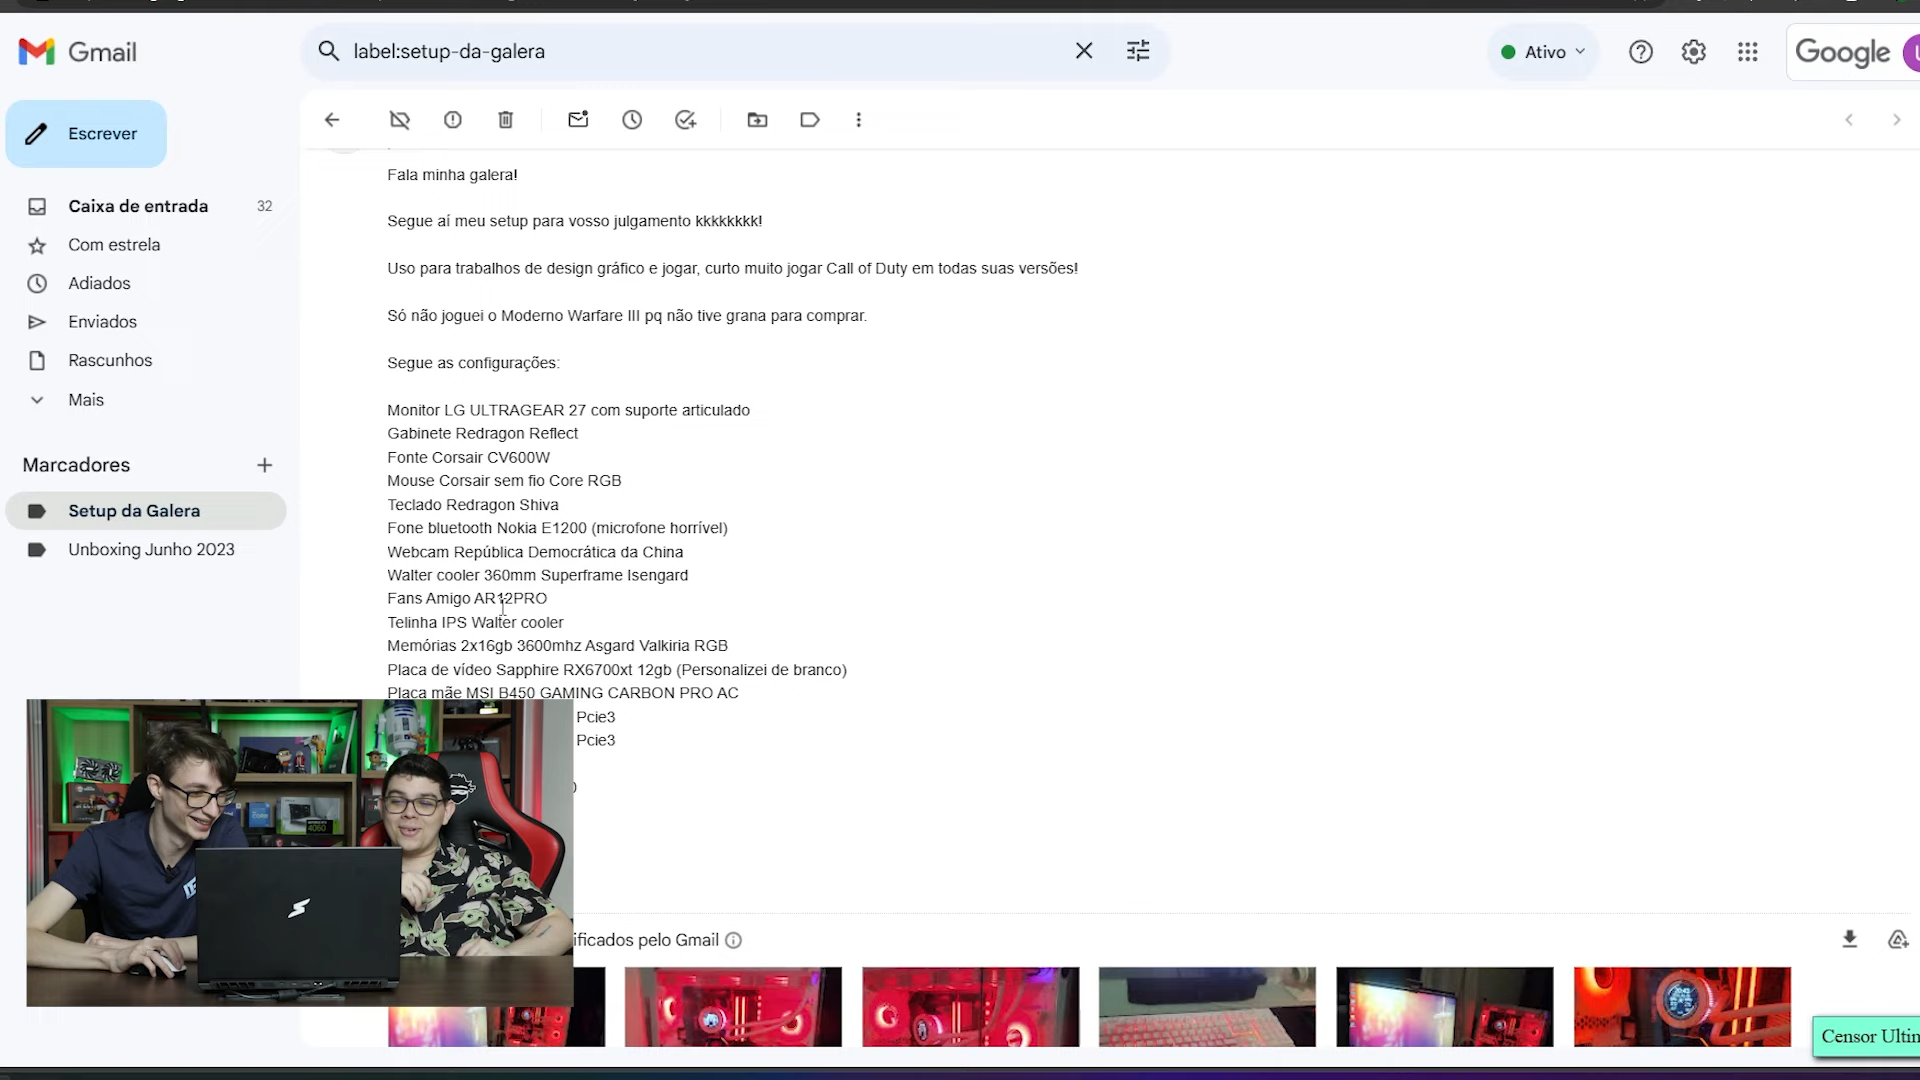 Gmail
label:setup-da-galera
Ativo
Google
Escrever
Caixa de entrada 32
Com estrela
Adiados
Enviados
Rascunhos
Mais
Marcadores
Setup da Galera
Unboxing Junho 2023
Fala minha galera!
Segue aí meu setup para vosso julgamento kkkkkkkk!
Uso para trabalhos de design gráfico e jogar, curto muito jogar Call of Duty em todas suas versões!
Só não joguei o Moderno Warfare III pq não tive grana para comprar.
Segue as configurações:
Monitor LG ULTRAGEAR 27 com suporte articulado
Gabinete Redragon Reflect
Fonte Corsair CV600W
Mouse Corsair sem fio Core RGB
Teclado Redragon Shiva
Fone bluetooth Nokia E1200 (microfone horrível)
Webcam República Democrática da China
Walter cooler 360mm Superframe Isengard
Fans Amigo AR12PRO
Telinha IPS Walter cooler
Memórias 2x16gb 3600mhz Asgard Valkiria RGB
Placa de vídeo Sapphire RX6700xt 12gb (Personalizei de branco)
Placa mãe MSI B450 GAMING CARBON PRO AC
Pcie3
Pcie3
ificados pelo Gmail
4060
Censor Ultim